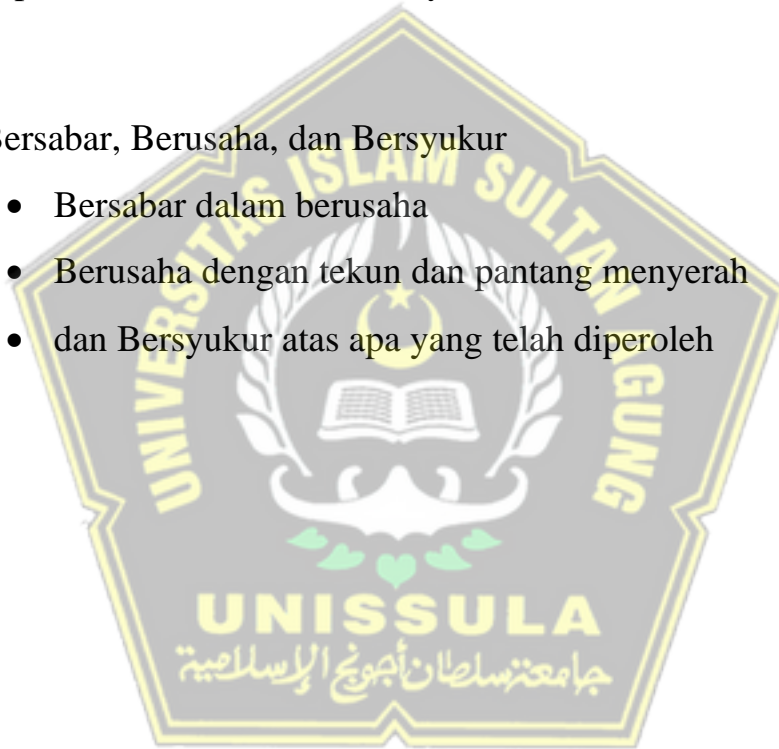 Bersabar, Berusaha, dan Bersyukur
• Bersabar dalam berusaha
• Berusaha dengan tekun dan pantang menyerah
• dan Bersyukur atas apa yang telah diperoleh
UNIVERSITAS ISLAM SULTAN AGUNG
UNISSULA
جامعة سلطان أجونج الإسلامية